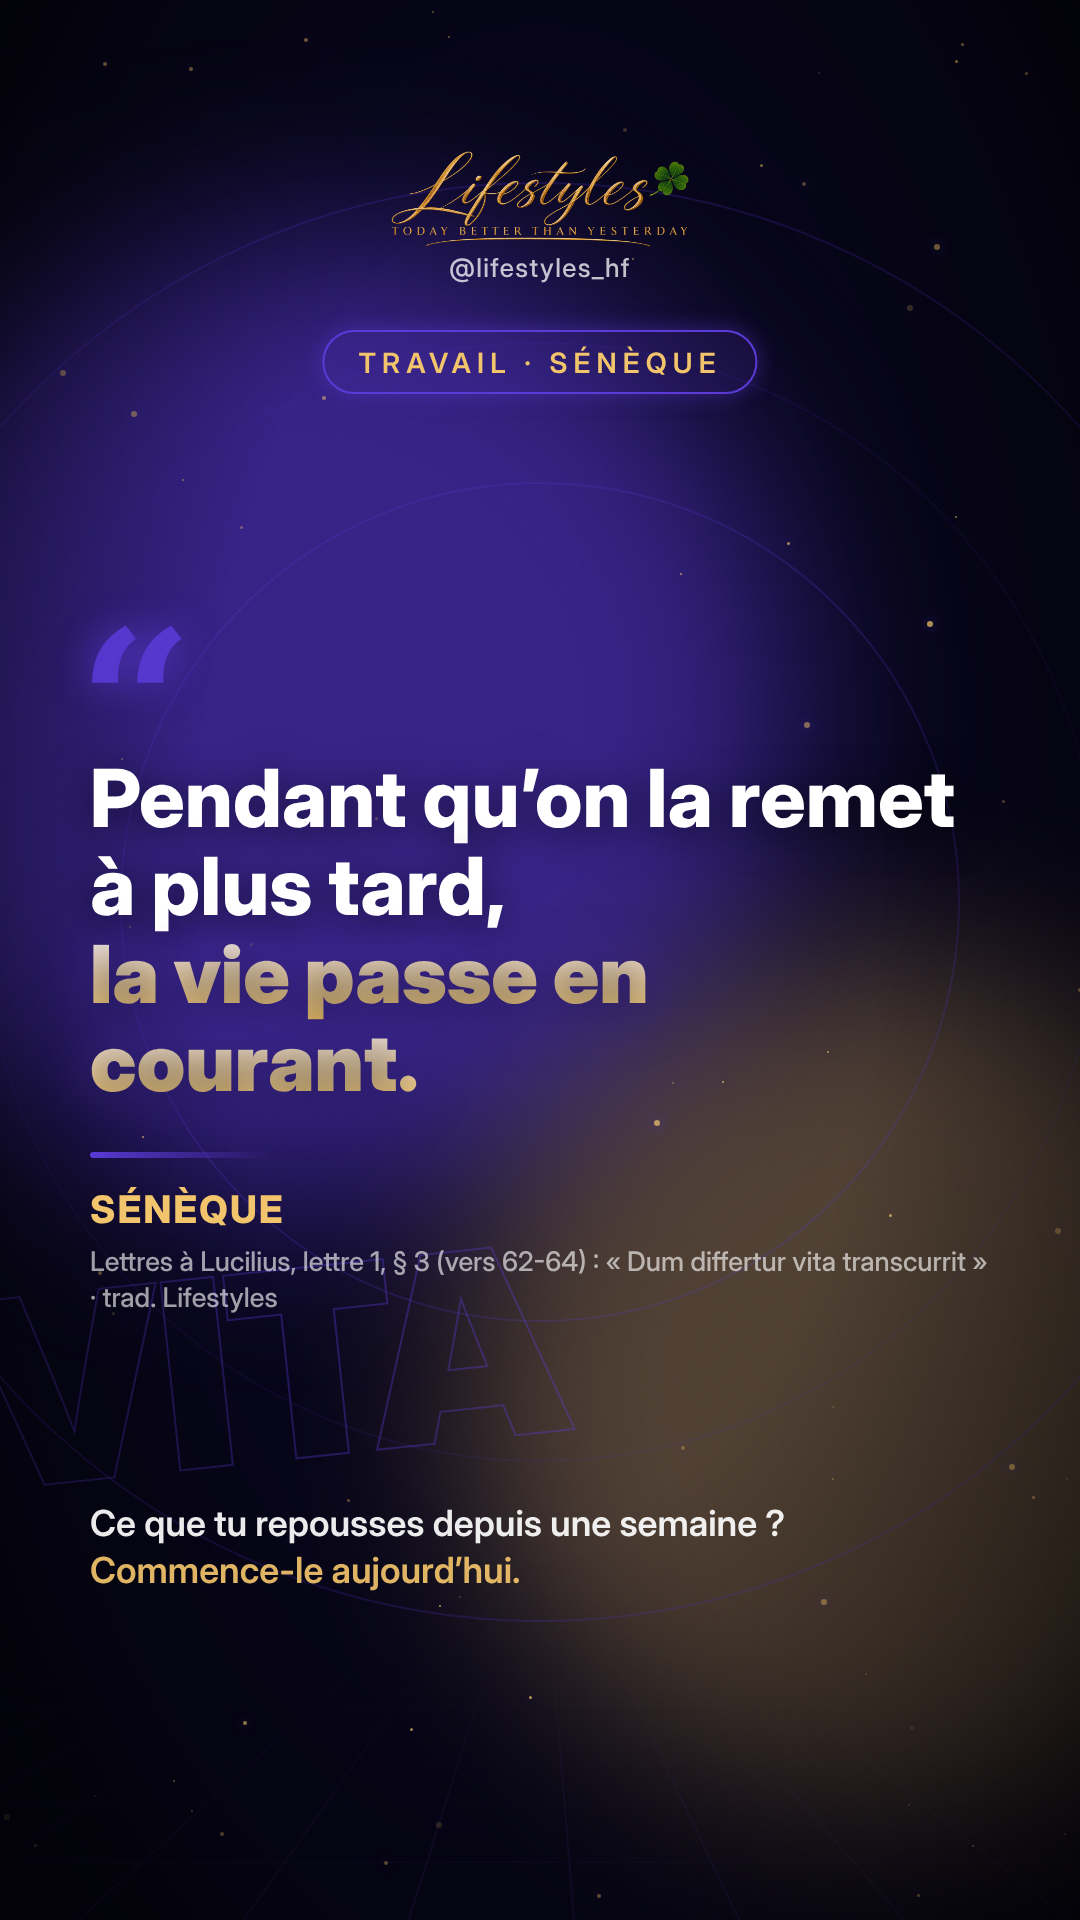 Lifestyles
TODAY BETTER THAN YESTERDAY
@lifestyles_hf
TRAVAIL · SÉNÈQUE
“
Pendant qu’on la remet
à plus tard,
la vie passe en
courant.
SÉNÈQUE
Lettres à Lucilius, lettre 1, § 3 (vers 62-64) : « Dum differtur vita transcurrit »
· trad. Lifestyles
VITA
Ce que tu repousses depuis une semaine ?
Commence-le aujourd’hui.